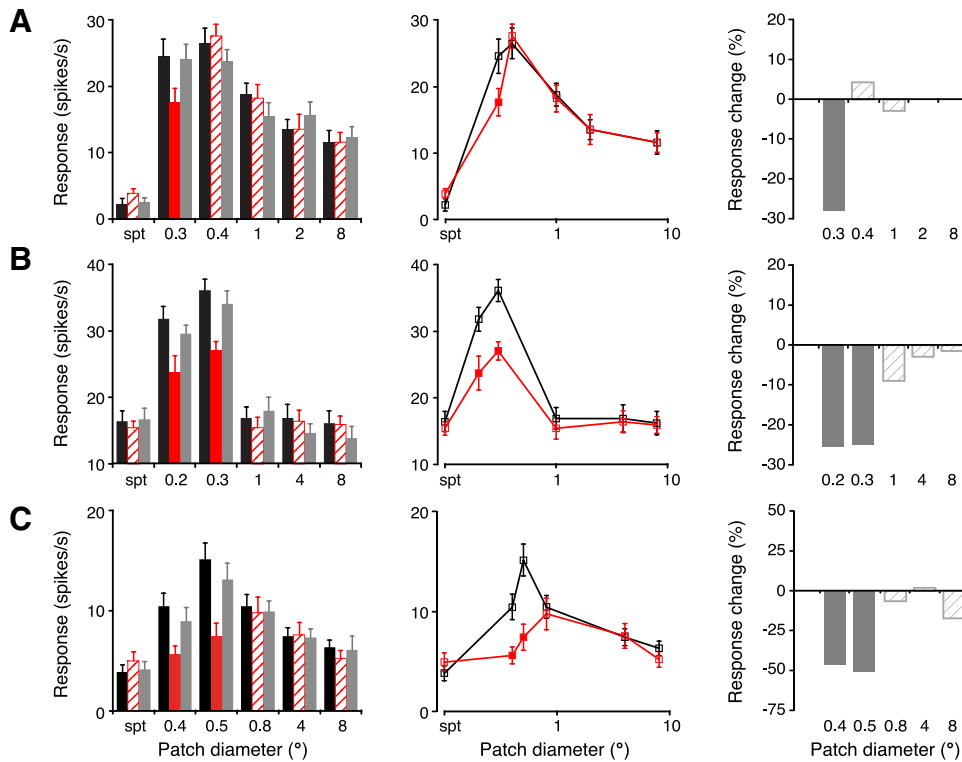 A
Response (spikes/s)
30
20
10
0
spt 0.3 0.4 1 2 8
30
20
10
0
spt 1 10
Response change (%)
20
10
0
-10
-20
-30
0.3 0.4 1 2 8
B
Response (spikes/s)
40
30
20
10
spt 0.2 0.3 1 4 8
40
30
20
10
spt 1 10
Response change (%)
20
10
0
-10
-20
-30
0.2 0.3 1 4 8
C
Response (spikes/s)
20
10
0
spt 0.4 0.5 0.8 4 8
Patch diameter (°)
20
10
0
spt 1 10
Patch diameter (°)
Response change (%)
50
25
0
-25
-50
-75
0.4 0.5 0.8 4 8
Patch diameter (°)